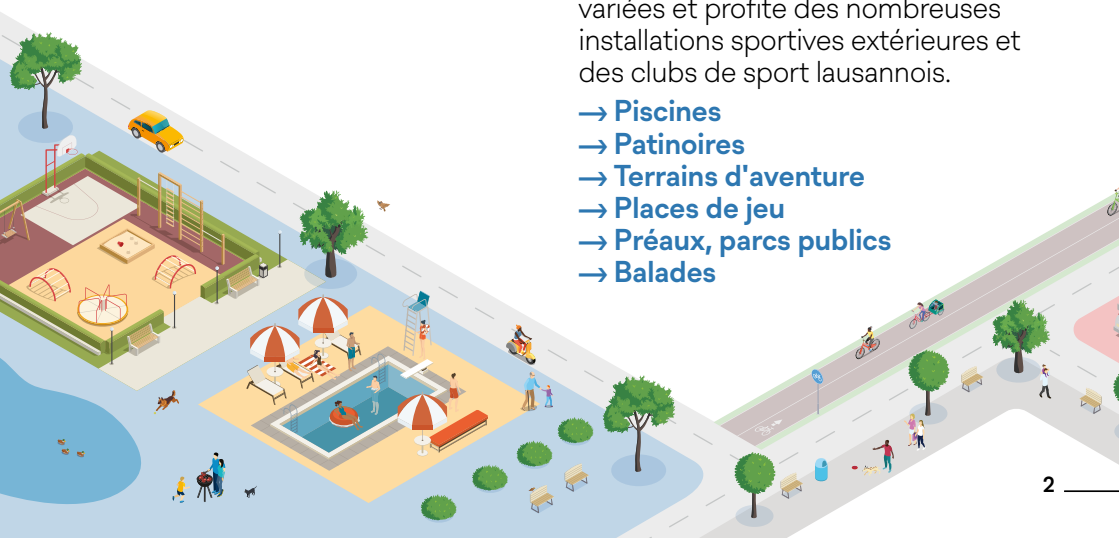 variées et profite des nombreuses
installations sportives extérieures et
des clubs de sport lausannois.
→ Piscines
→ Patinoires
→ Terrains d'aventure
→ Places de jeu
→ Préaux, parcs publics
→ Balades
2